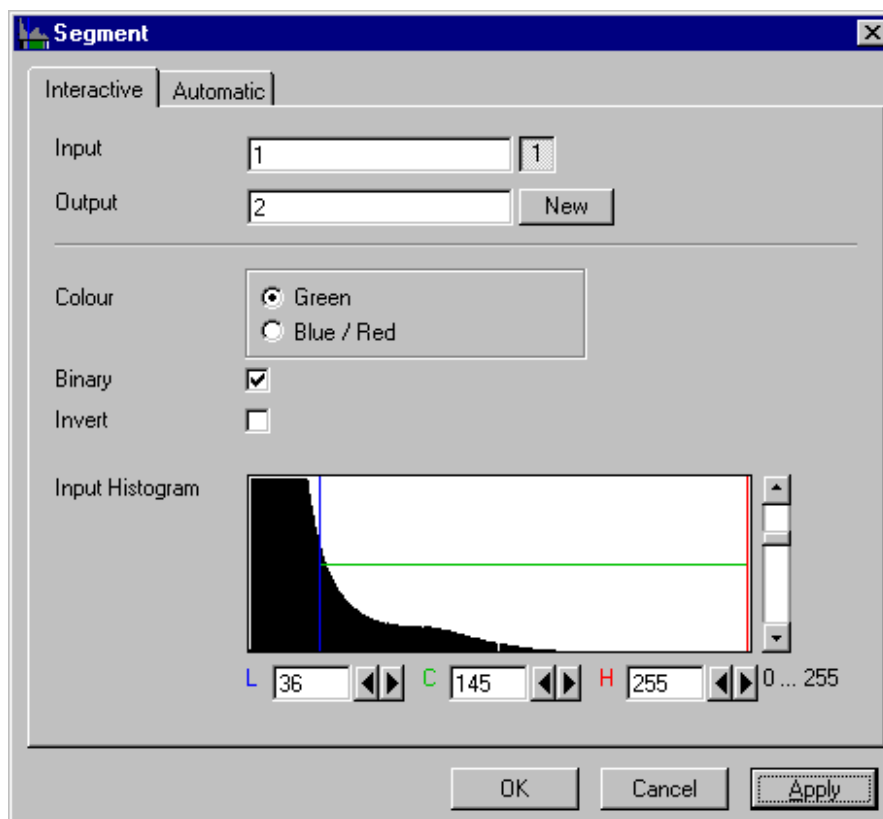 Segment
Interactive Automatic
Input 1 1
Output 2 New
Colour Green
Blue / Red
Binary
Invert
Input Histogram
L 36 C 145 H 255 0 ... 255
OK Cancel Apply